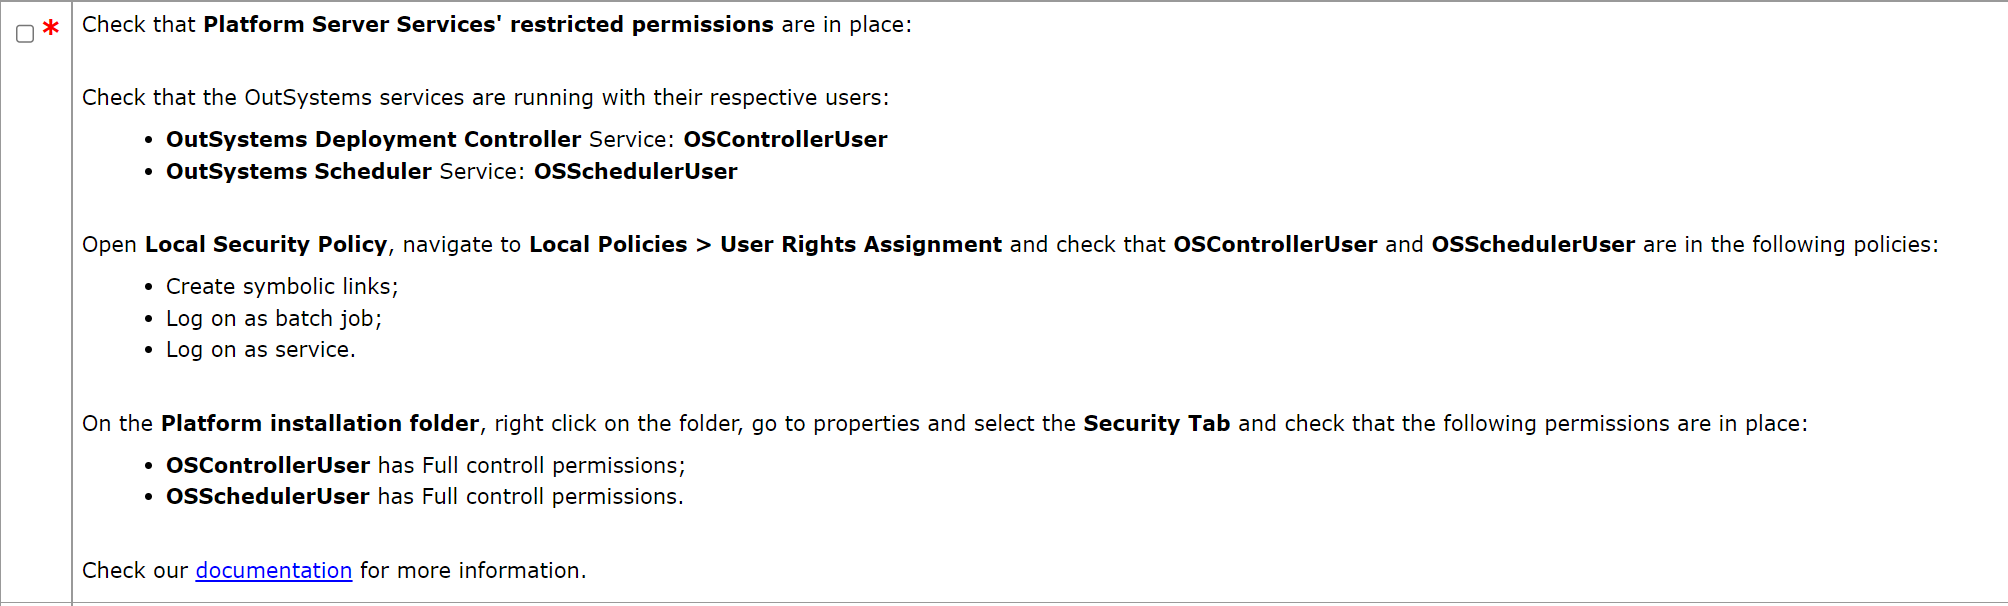 * Check that Platform Server Services' restricted permissions are in place:
Check that the OutSystems services are running with their respective users:
• OutSystems Deployment Controller Service: OSControllerUser
• OutSystems Scheduler Service: OSSchedulerUser
Open Local Security Policy, navigate to Local Policies > User Rights Assignment and check that OSControllerUser and OSSchedulerUser are in the following policies:
• Create symbolic links;
• Log on as batch job;
• Log on as service.
On the Platform installation folder, right click on the folder, go to properties and select the Security Tab and check that the following permissions are in place:
• OSControllerUser has Full controll permissions;
• OSSchedulerUser has Full controll permissions.
Check our documentation for more information.